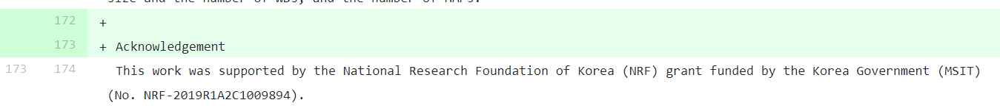 size and the number of WDs, and the number of HAPs.
172 +
173 + Acknowledgement
173 174 This work was supported by the National Research Foundation of Korea (NRF) grant funded by the Korea Government (MSIT)
(No. NRF-2019R1A2C1009894).